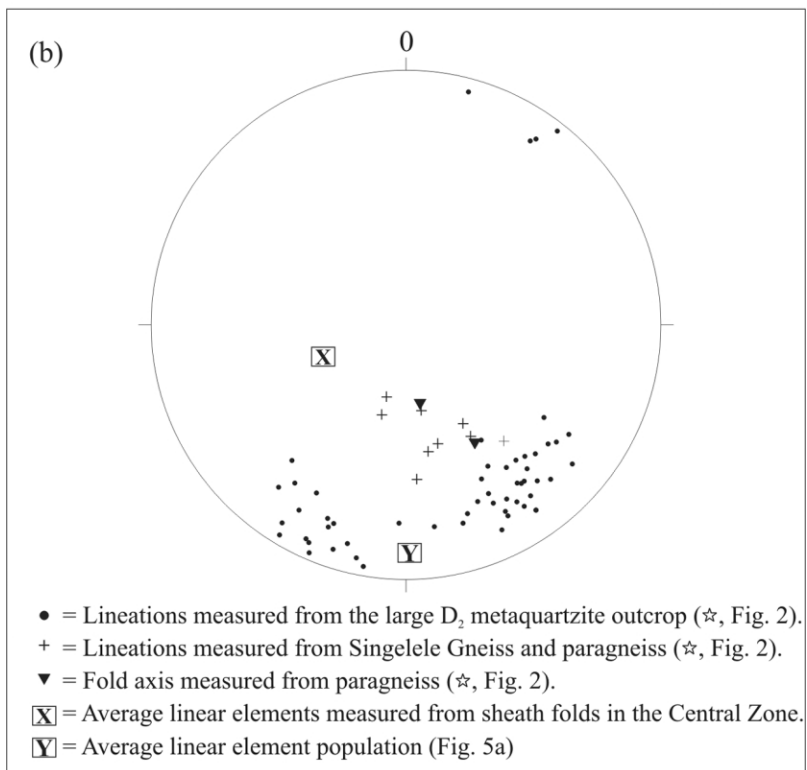 (b)
0
X
Y
● = Lineations measured from the large D₂ metaquartzite outcrop (☆, Fig. 2).
+ = Lineations measured from Singelele Gneiss and paragneiss (☆, Fig. 2).
▼ = Fold axis measured from paragneiss (☆, Fig. 2).
X = Average linear elements measured from sheath folds in the Central Zone.
Y = Average linear element population (Fig. 5a)